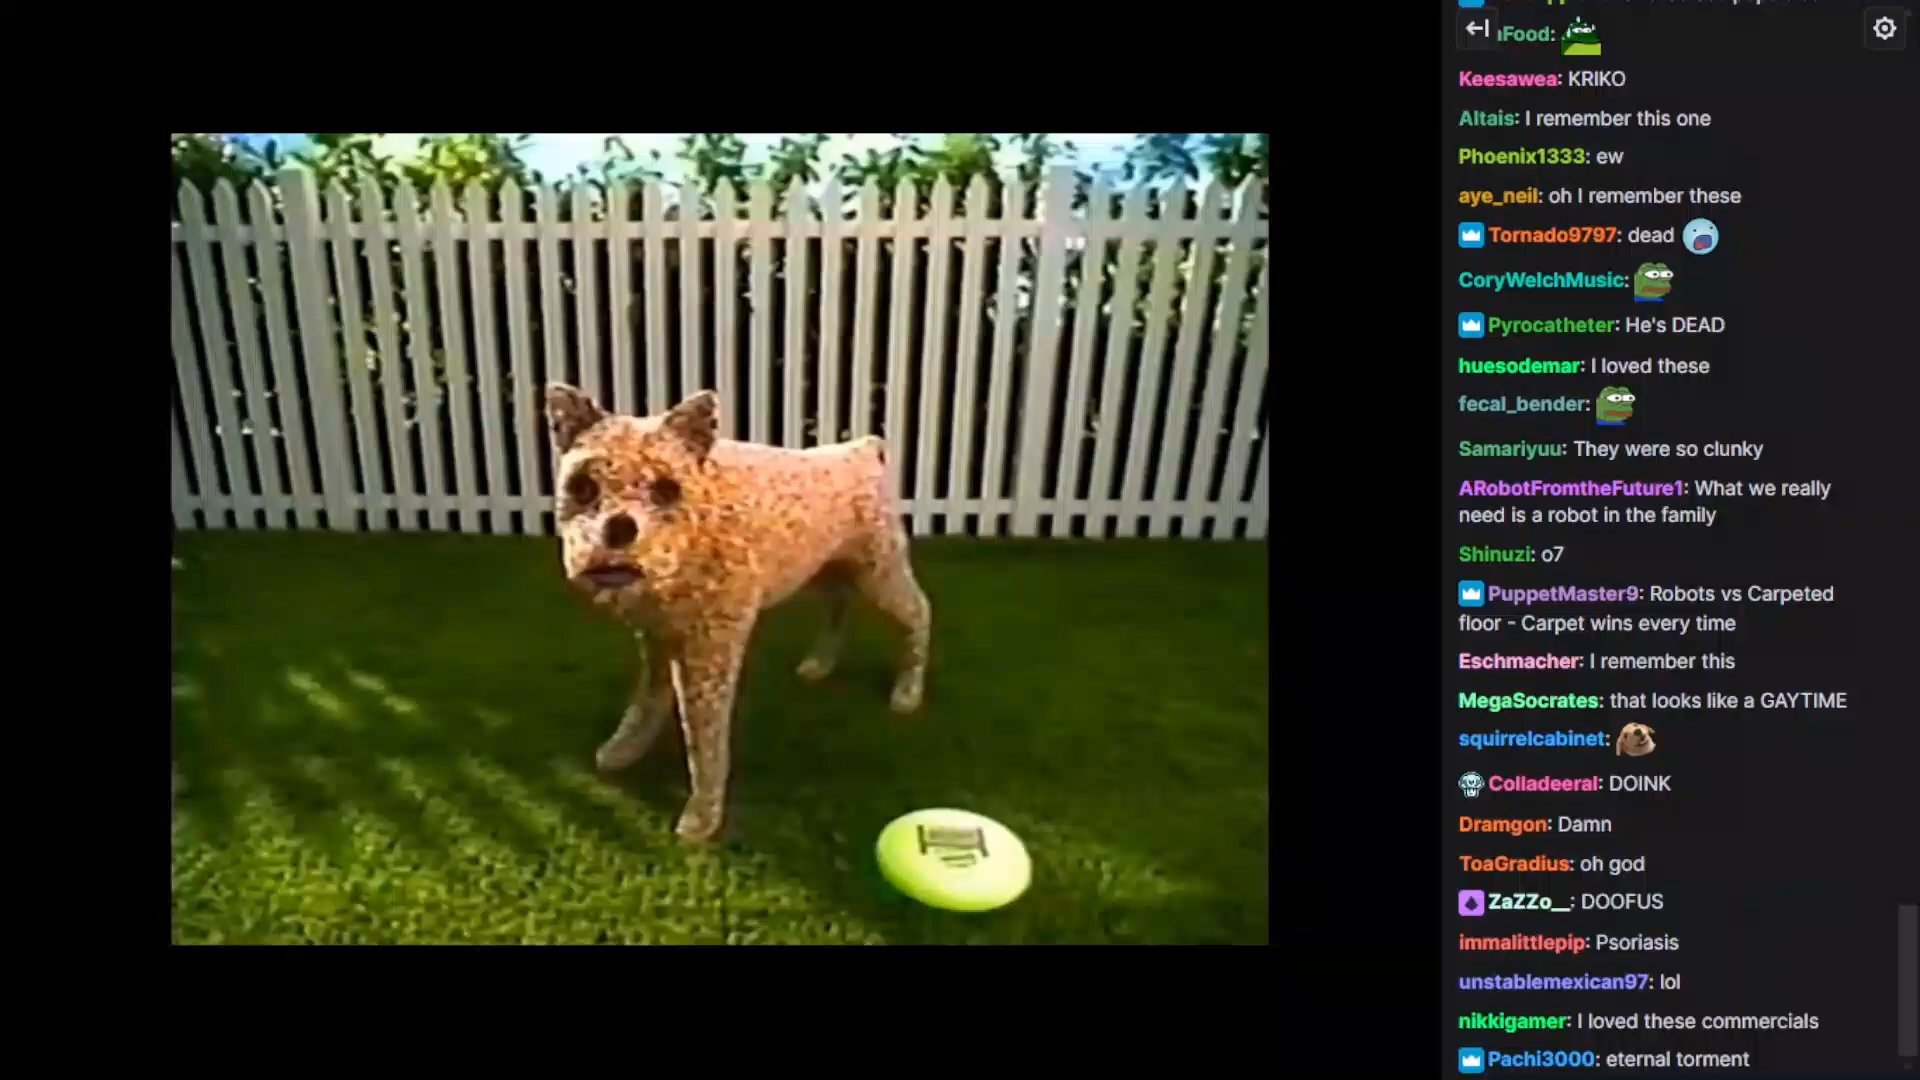 Food:
Keesawea: KRIKO
Altais: I remember this one
Phoenix1333: ew
aye_neil: oh I remember these
Tornado9797: dead
CoryWelchMusic:
Pyrocatheter: He's DEAD
huesodemar: I loved these
fecal_bender:
Samariyuu: They were so clunky
ARobotFromtheFuture1: What we really
need is a robot in the family
Shinuzi: o7
PuppetMaster9: Robots vs Carpeted
floor - Carpet wins every time
Eschmacher: I remember this
MegaSocrates: that looks like a GAYTIME
squirrelcabinet:
Colladeeral: DOINK
Dramgon: Damn
ToaGradius: oh god
ZaZZo__: DOOFUS
immalittlepip: Psoriasis
unstablemexican97: lol
nikkigamer: I loved these commercials
Pachi3000: eternal torment